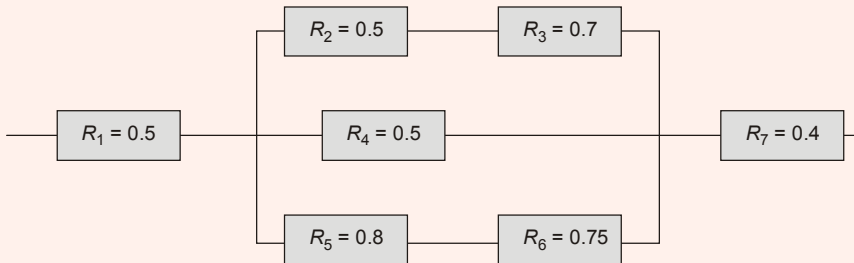 R₂ = 0.5
R₃ = 0.7
R₁ = 0.5
R₄ = 0.5
R₇ = 0.4
R₅ = 0.8
R₆ = 0.75